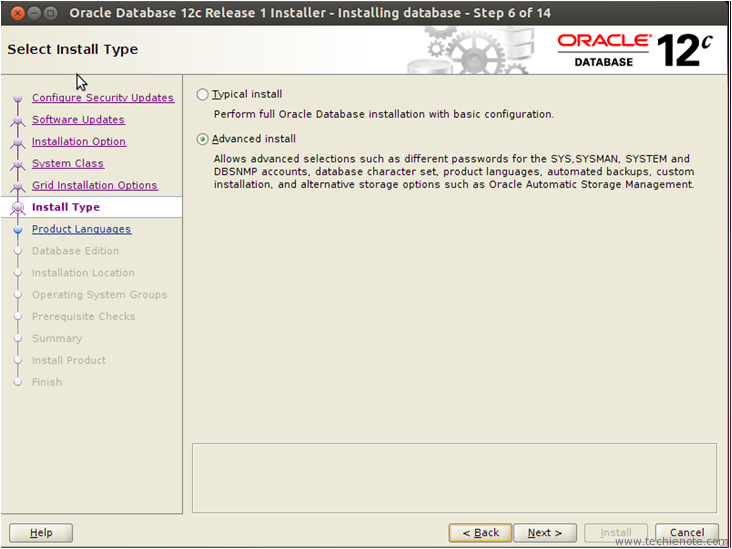 Oracle Database 12c Release 1 Installer - Installing database - Step 6 of 14
Select Install Type
ORACLE®
DATABASE
12c
Configure Security Updates
Software Updates
Installation Option
System Class
Grid Installation Options
Install Type
Product Languages
Database Edition
Installation Location
Operating System Groups
Prerequisite Checks
Summary
Install Product
Finish
Typical install
Perform full Oracle Database installation with basic configuration.
Advanced install
Allows advanced selections such as different passwords for the SYS,SYSMAN, SYSTEM and
DBSNMP accounts, database character set, product languages, automated backups, custom
installation, and alternative storage options such as Oracle Automatic Storage Management.
Help
< Back
Next >
Install
Cancel
www.techienote.com